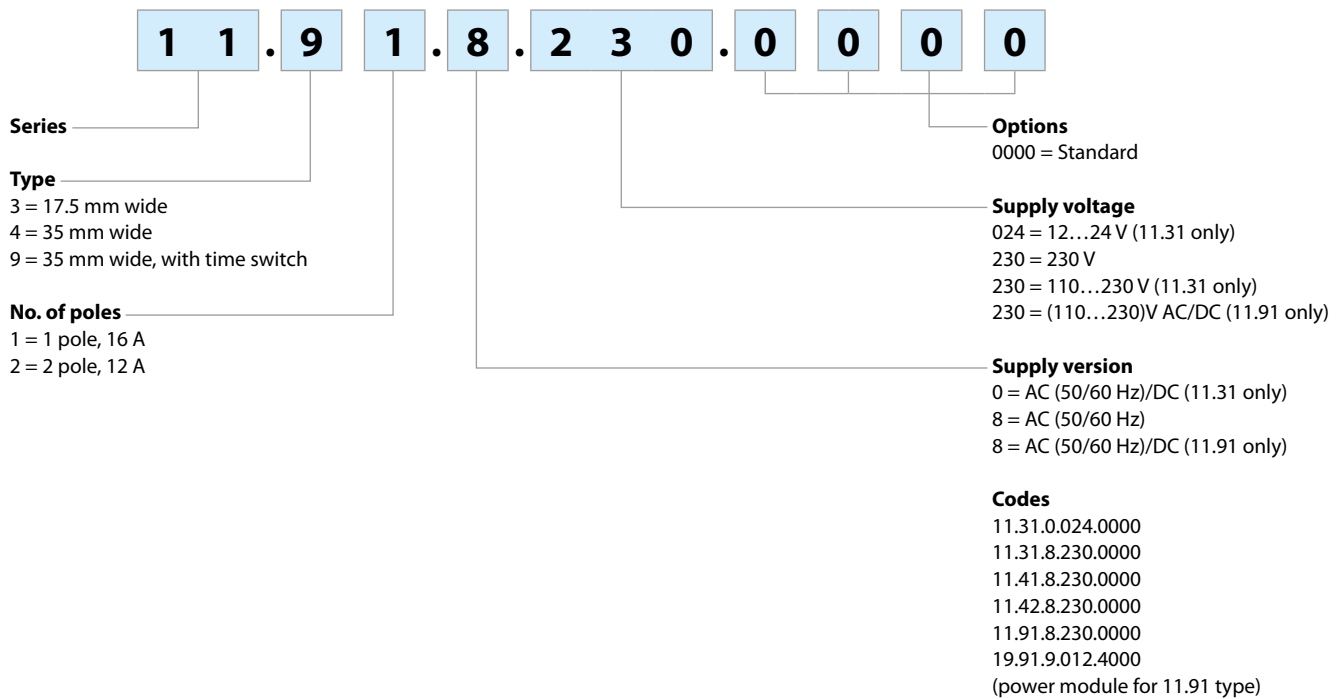 1 1 . 9 1 . 8 . 2 3 0 . 0 0 0 0
Series
Type
3 = 17.5 mm wide
4 = 35 mm wide
9 = 35 mm wide, with time switch
No. of poles
1 = 1 pole, 16 A
2 = 2 pole, 12 A
Options
0000 = Standard
Supply voltage
024 = 12…24 V (11.31 only)
230 = 230 V
230 = 110…230 V (11.31 only)
230 = (110…230)V AC/DC (11.91 only)
Supply version
0 = AC (50/60 Hz)/DC (11.31 only)
8 = AC (50/60 Hz)
8 = AC (50/60 Hz)/DC (11.91 only)
Codes
11.31.0.024.0000
11.31.8.230.0000
11.41.8.230.0000
11.42.8.230.0000
11.91.8.230.0000
19.91.9.012.4000
(power module for 11.91 type)